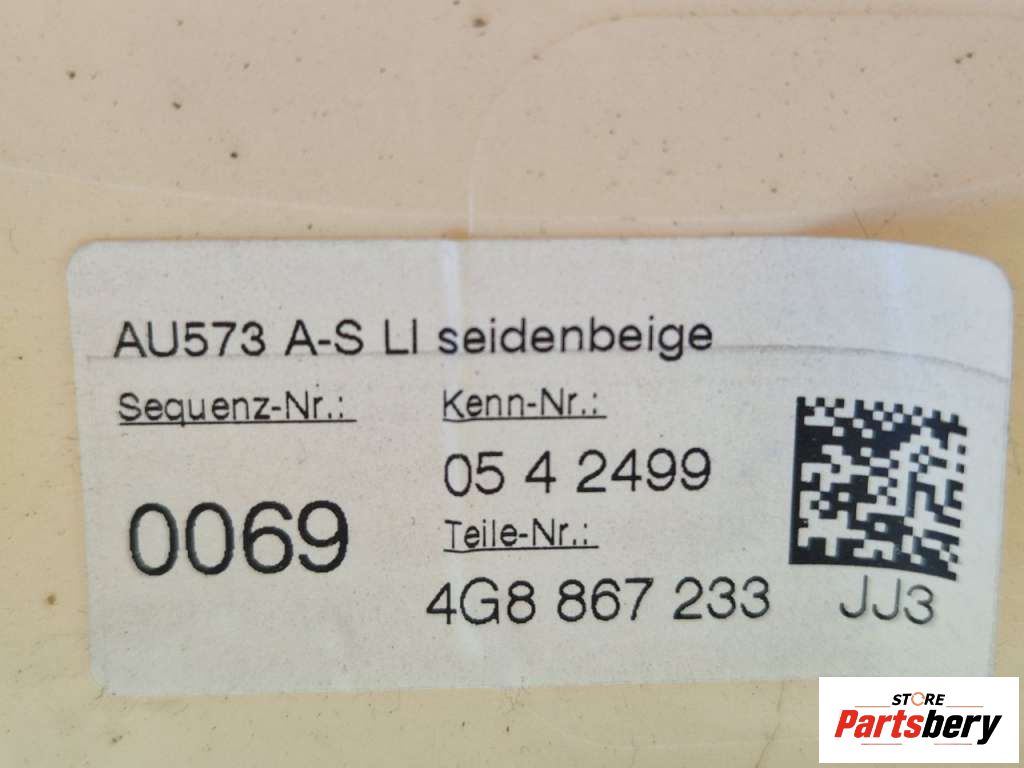 AU573 A-S LI seidenbeige
Sequenz-Nr.:
Kenn-Nr.:
05 4 2499
0069
Teile-Nr.:
4G8 867 233 JJ3
STORE
Partsbery